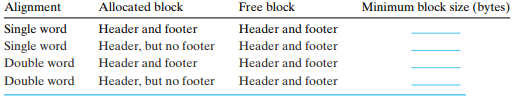 Alignment Allocated block Free block Minimum block size (bytes)
Single word Header and footer Header and footer
Single word Header, but no footer Header and footer
Double word Header and footer Header and footer
Double word Header, but no footer Header and footer